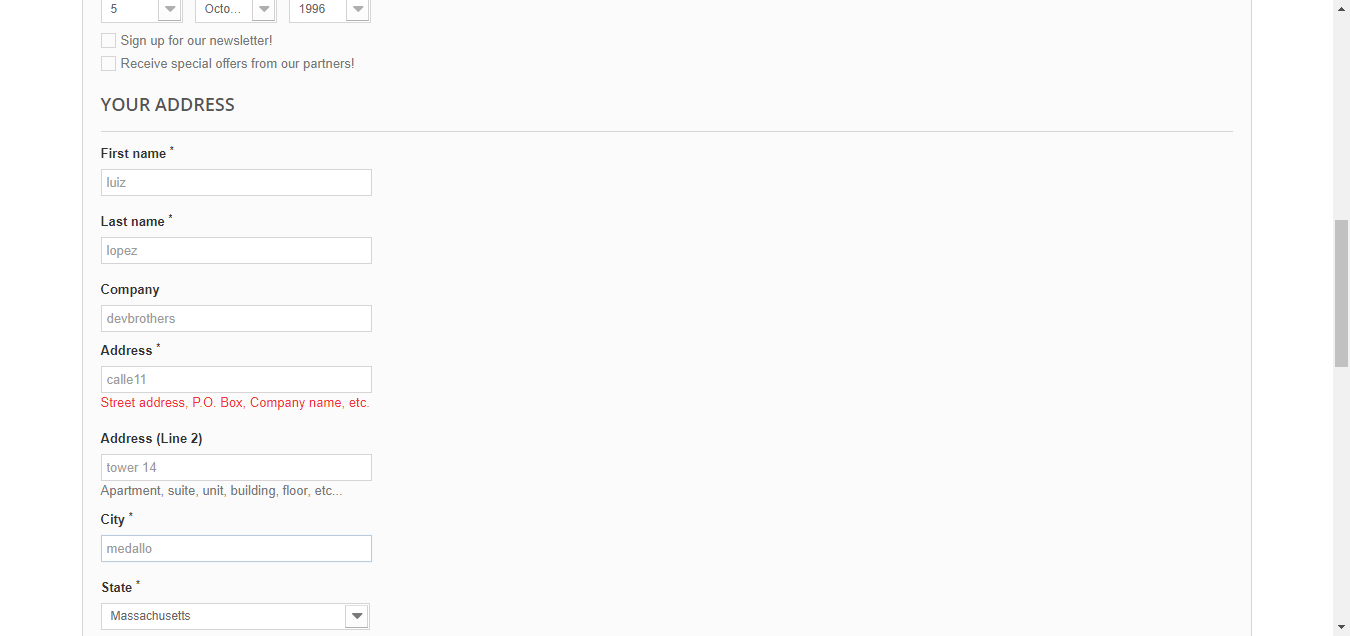 5 Octo... 1996
Sign up for our newsletter!
Receive special offers from our partners!
YOUR ADDRESS
First name *
luiz
Last name *
lopez
Company
devbrothers
Address *
calle11
Street address, P.O. Box, Company name, etc.
Address (Line 2)
tower 14
Apartment, suite, unit, building, floor, etc...
City *
medallo
State *
Massachusetts